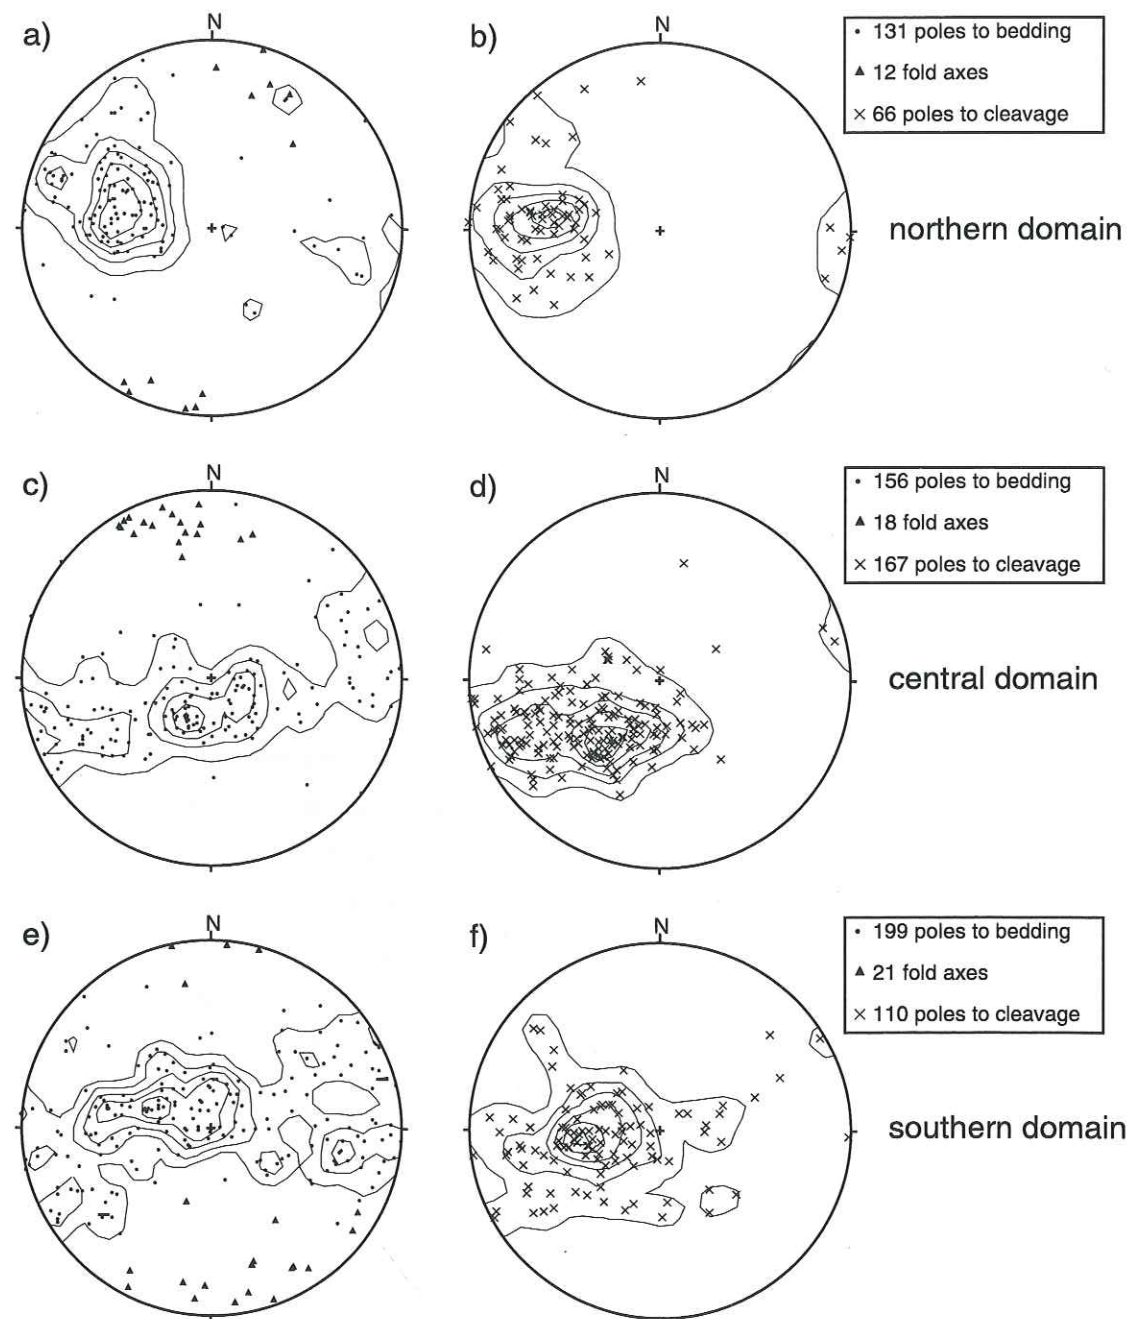 a)
N
b)
N
• 131 poles to bedding
▲ 12 fold axes
× 66 poles to cleavage
northern domain
c)
N
d)
N
• 156 poles to bedding
▲ 18 fold axes
× 167 poles to cleavage
central domain
e)
N
f)
N
• 199 poles to bedding
▲ 21 fold axes
× 110 poles to cleavage
southern domain